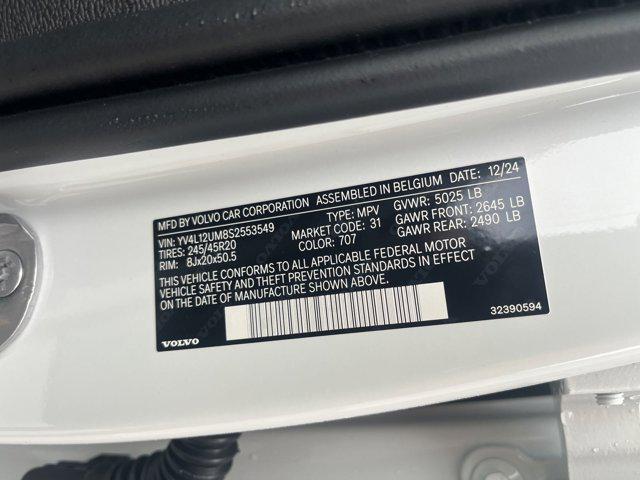 MFD BY VOLVO CAR CORPORATION ASSEMBLED IN BELGIUM DATE: 12/24
VIN: YV4L12UM8S2553549 TYPE: MPV GVWR: 5025 LB
TIRES: 245/45R20 MARKET CODE: 31 GAWR FRONT: 2645 LB
RIM: 8Jx20x50.5 COLOR: 707 GAWR REAR: 2490 LB
THIS VEHICLE CONFORMS TO ALL APPLICABLE FEDERAL MOTOR
VEHICLE SAFETY AND THEFT PREVENTION STANDARDS IN EFFECT
ON THE DATE OF MANUFACTURE SHOWN ABOVE.
VOLVO 32390594